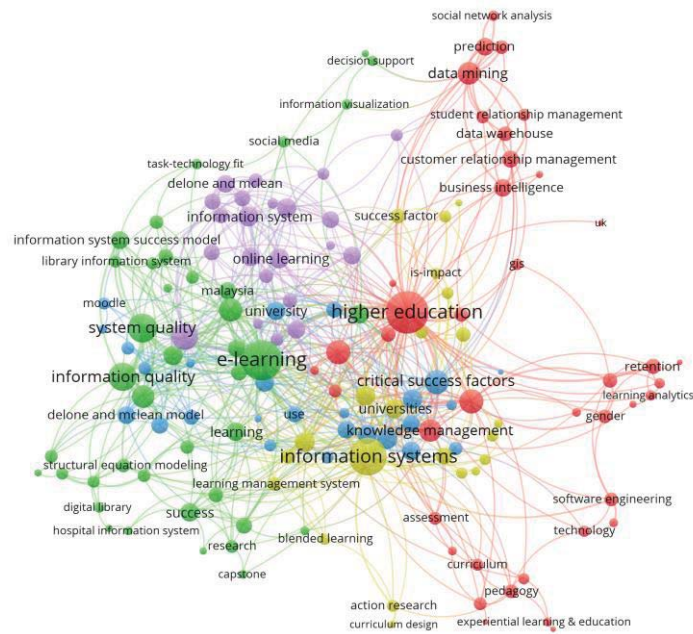 social network analysis
prediction
data mining
decision support
information visualization
student relationship management
social media
data warehouse
task-technology fit
customer relationship management
delone and mclean
business intelligence
information system
success factor
uk
information system success model
online learning
library information system
is-impact
gis
malaysia
moodle
university
higher education
system quality
e-learning
retention
information quality
critical success factors
learning analytics
delone and mclean model
use
universities
gender
learning
knowledge management
information systems
structural equation modeling
learning management system
software engineering
digital library
success
assessment
hospital information system
blended learning
technology
research
curriculum
capstone
pedagogy
action research
curriculum design
experiential learning & education